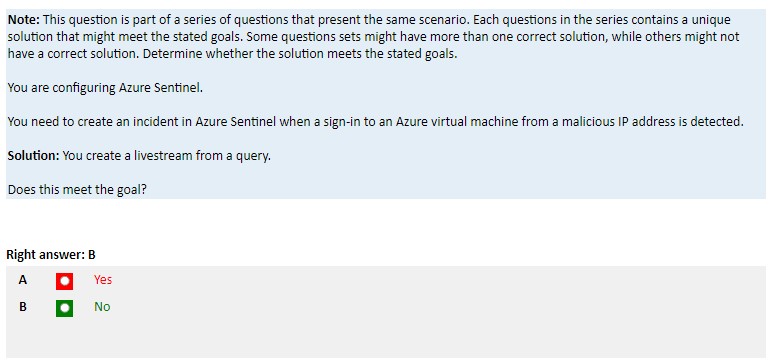 Note: This question is part of a series of questions that present the same scenario. Each questions in the series contains a unique
solution that might meet the stated goals. Some questions sets might have more than one correct solution, while others might not
have a correct solution. Determine whether the solution meets the stated goals.
You are configuring Azure Sentinel.
You need to create an incident in Azure Sentinel when a sign-in to an Azure virtual machine from a malicious IP address is detected.
Solution: You create a livestream from a query.
Does this meet the goal?
Right answer: B
A Yes
B No